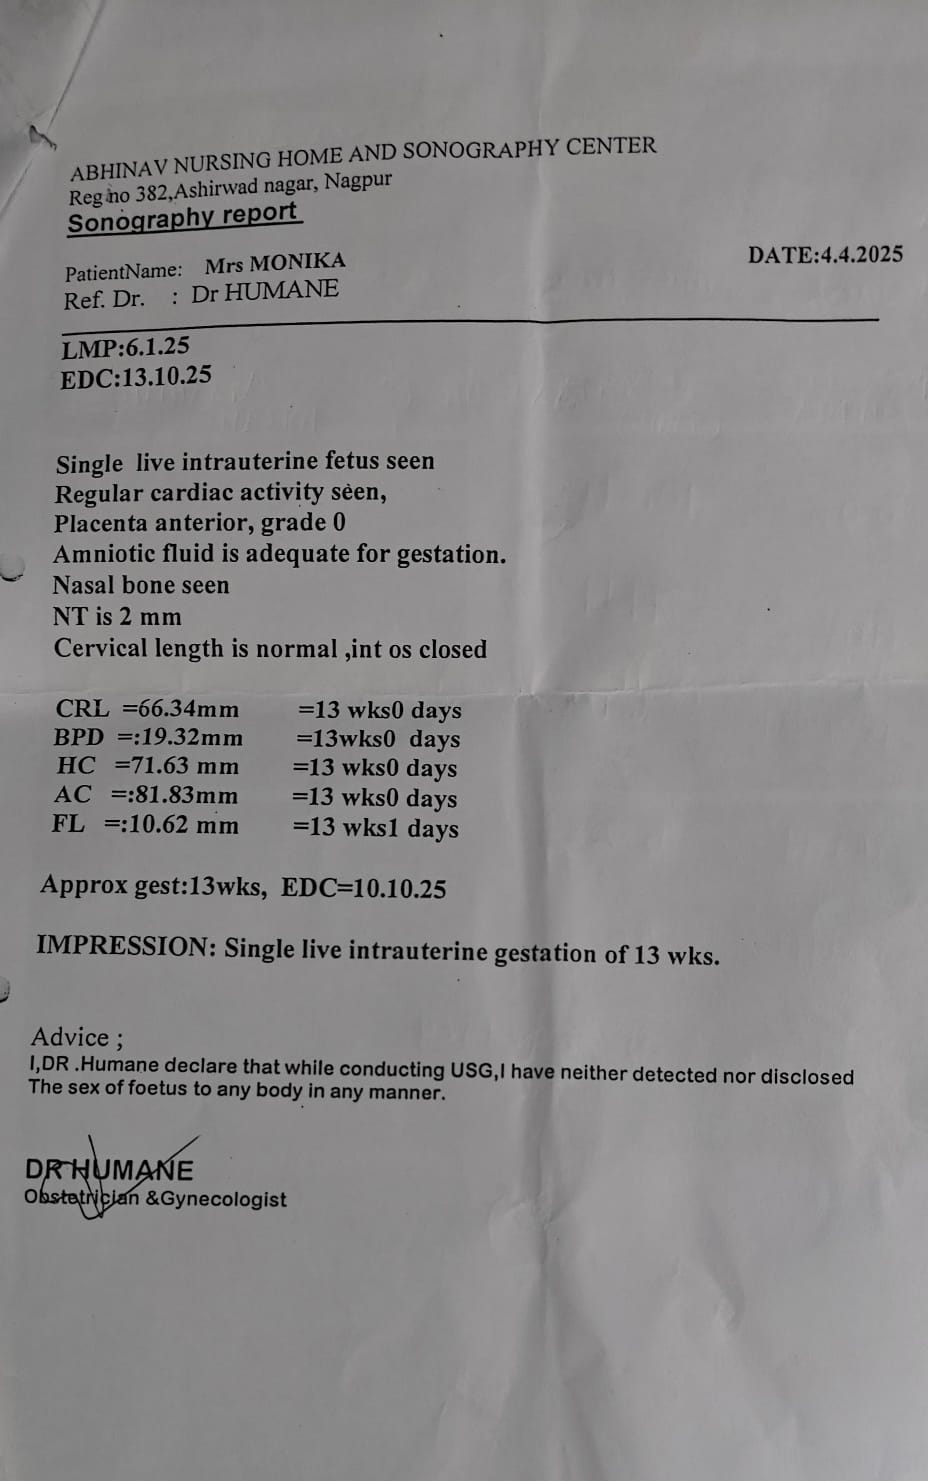 ABHINAV NURSING HOME AND SONOGRAPHY CENTER
Reg no 382,Ashirwad nagar, Nagpur
Sonography report
PatientName: Mrs MONIKA
DATE:4.4.2025
Ref. Dr. : Dr HUMANE
LMP:6.1.25
EDC:13.10.25
Single live intrauterine fetus seen
Regular cardiac activity seen,
Placenta anterior, grade 0
Amniotic fluid is adequate for gestation.
Nasal bone seen
NT is 2 mm
Cervical length is normal ,int os closed
CRL =66.34mm =13 wks0 days
BPD =:19.32mm =13wks0 days
HC =71.63 mm =13 wks0 days
AC =:81.83mm =13 wks0 days
FL =:10.62 mm =13 wks1 days
Approx gest:13wks, EDC=10.10.25
IMPRESSION: Single live intrauterine gestation of 13 wks.
Advice ;
I,DR .Humane declare that while conducting USG,I have neither detected nor disclosed
The sex of foetus to any body in any manner.
DR HUMANE
Obstetrician &Gynecologist